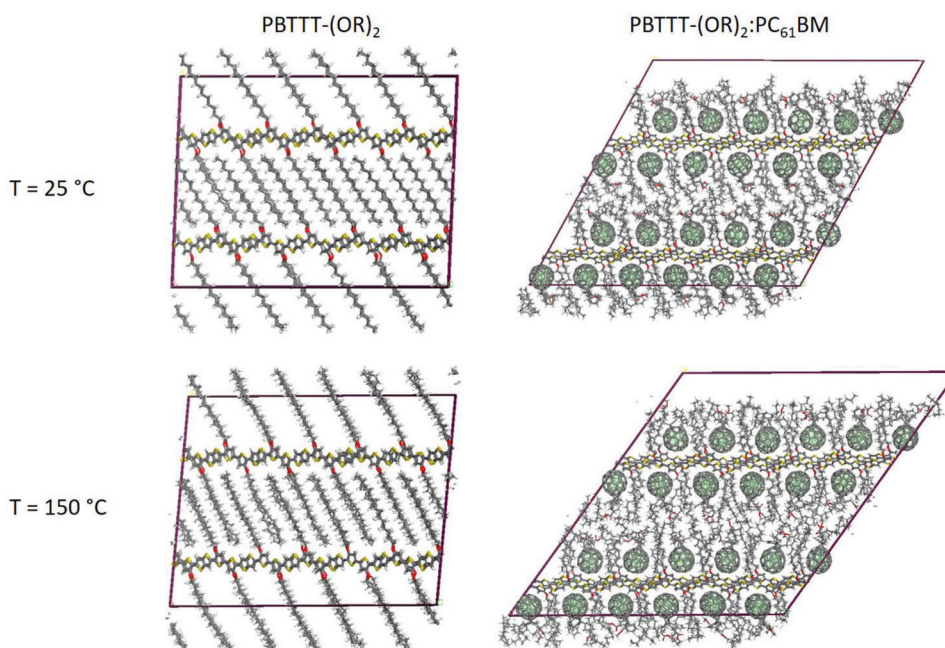 PBTTT-(OR)₂
PBTTT-(OR)₂:PC₆₁BM
T = 25 °C
T = 150 °C